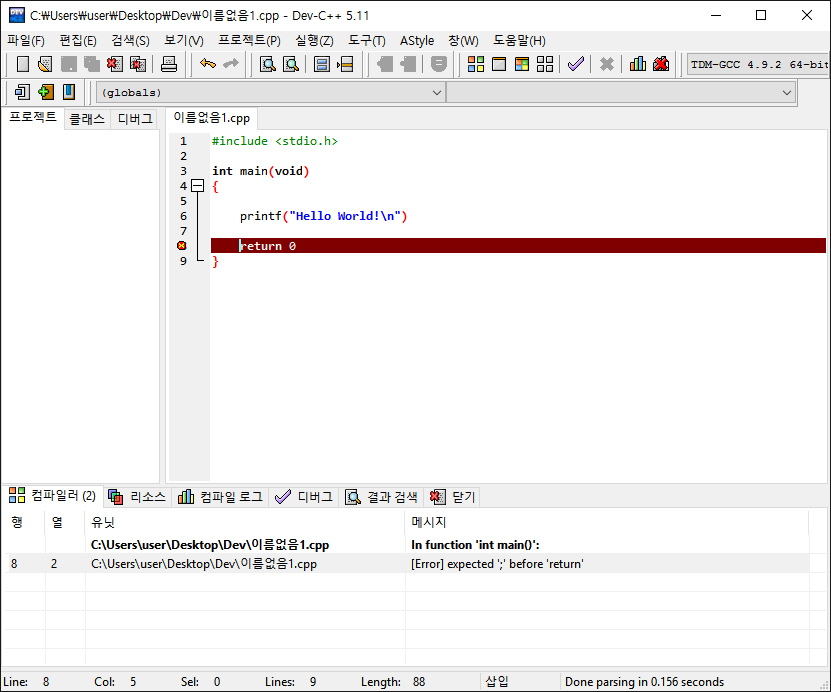 C:₩Users₩user₩Desktop₩Dev₩이름없음1.cpp - Dev-C++ 5.11
파일(F) 편집(E) 검색(S) 보기(V) 프로젝트(P) 실행(Z) 도구(T) AStyle 창(W) 도움말(H)
TDM-GCC 4.9.2 64-bit
(globals)
프로젝트 클래스 디버그 이름없음1.cpp
1 #include <stdio.h>
2
3 int main(void)
4 {
5
6 printf("Hello World!\n")
7
return 0
9 }
컴파일러 (2) 리소스 컴파일 로그 디버그 결과 검색 닫기
행 열 유닛 메시지
C:\Users\user\Desktop\Dev\이름없음1.cpp In function 'int main()':
8 2 C:\Users\user\Desktop\Dev\이름없음1.cpp [Error] expected ';' before 'return'
Line: 8 Col: 5 Sel: 0 Lines: 9 Length: 88 삽입 Done parsing in 0.156 seconds